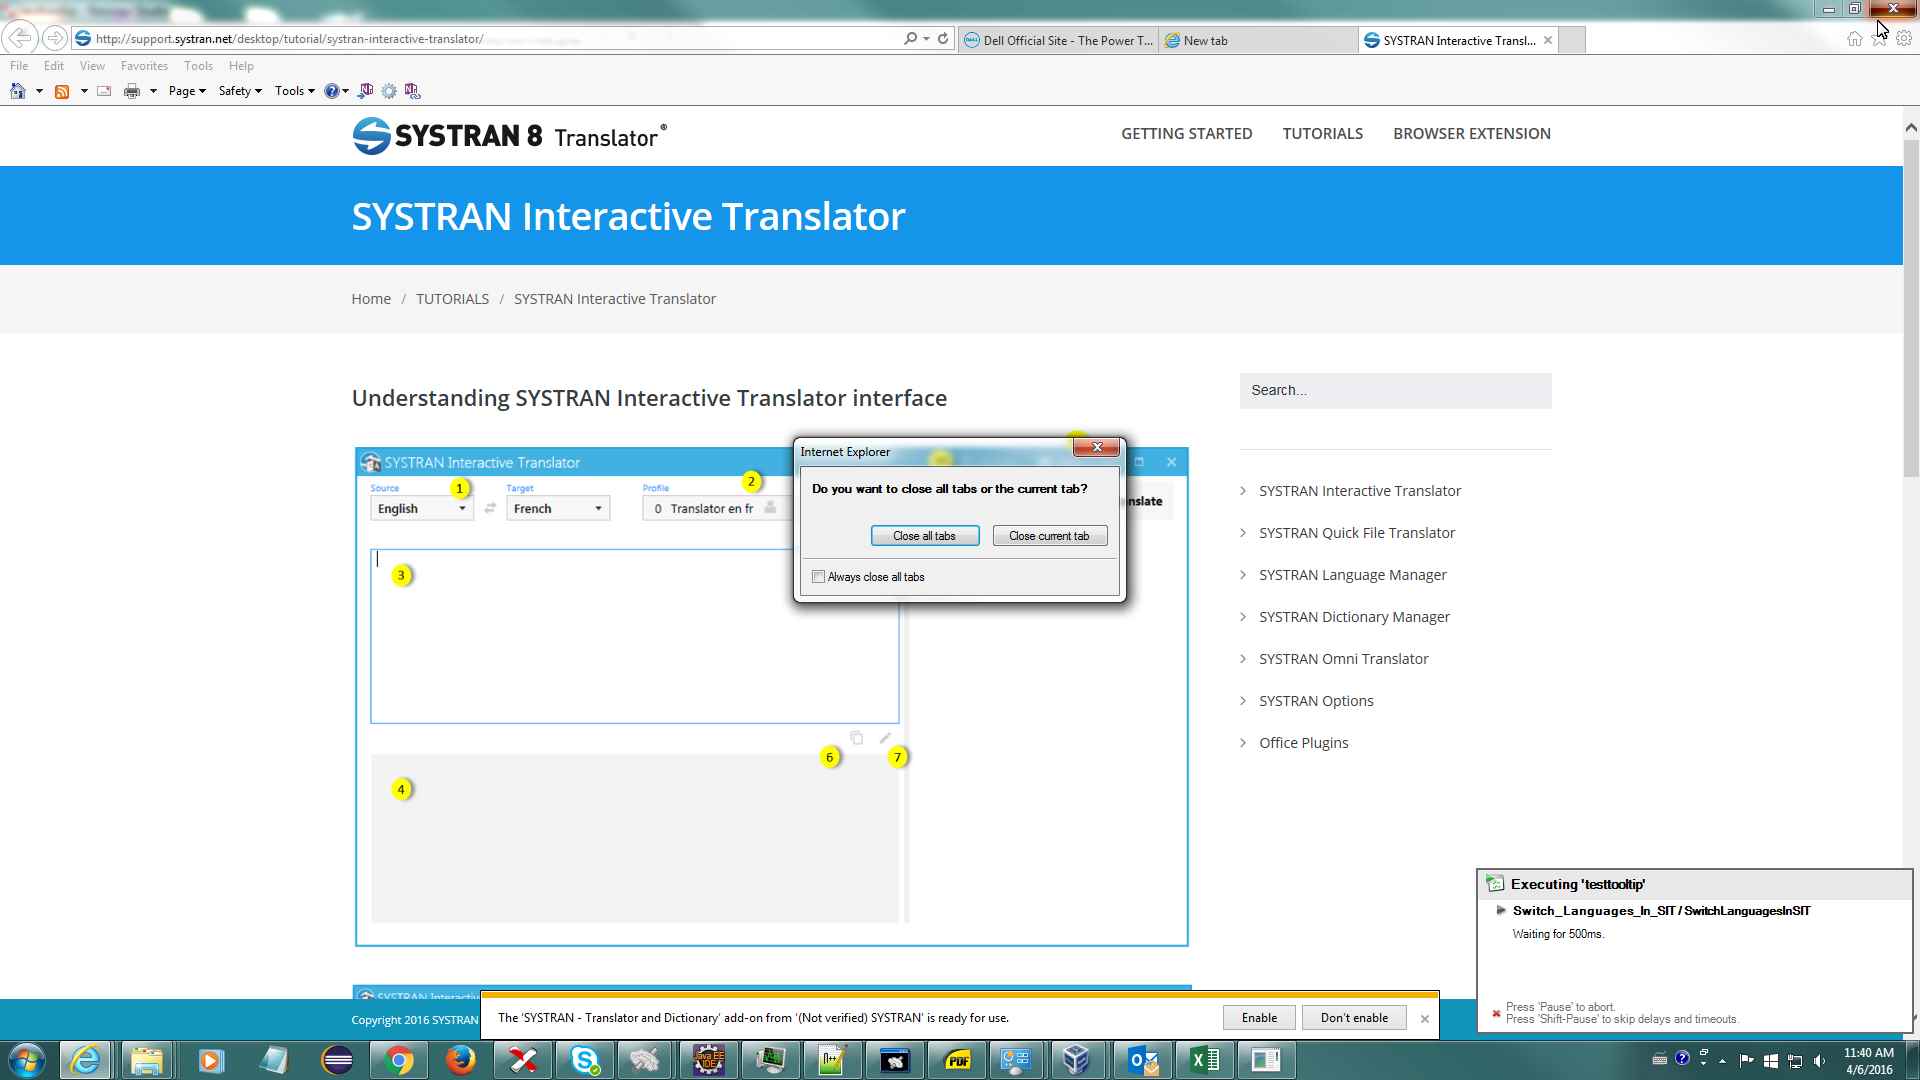 http://support.systran.net/desktop/tutorial/systran-interactive-translator/
Dell Official Site - The Power T...
New tab
SYSTRAN Interactive Transl...
File Edit View Favorites Tools Help
Page Safety Tools
SYSTRAN 8 Translator®
GETTING STARTED TUTORIALS BROWSER EXTENSION
SYSTRAN Interactive Translator
Home / TUTORIALS / SYSTRAN Interactive Translator
Understanding SYSTRAN Interactive Translator interface
Search...
SYSTRAN Interactive Translator
Source 1 Target Profile 2
English French 0 Translator en fr nslate
3
6 7
4
Internet Explorer
Do you want to close all tabs or the current tab?
Close all tabs Close current tab
Always close all tabs
SYSTRAN Interactive Translator
SYSTRAN Quick File Translator
SYSTRAN Language Manager
SYSTRAN Dictionary Manager
SYSTRAN Omni Translator
SYSTRAN Options
Office Plugins
Executing 'testtooltip'
Switch_Languages_In_SIT / SwitchLanguagesInSIT
Waiting for 500ms.
Press 'Pause' to abort.
Press 'Shift-Pause' to skip delays and timeouts.
SYSTRAN Interactiv
Copyright 2016 SYSTRAN
The 'SYSTRAN - Translator and Dictionary' add-on from '(Not verified) SYSTRAN' is ready for use.
Enable Don't enable
Java EE
IDE
PDF
11:40 AM
4/6/2016